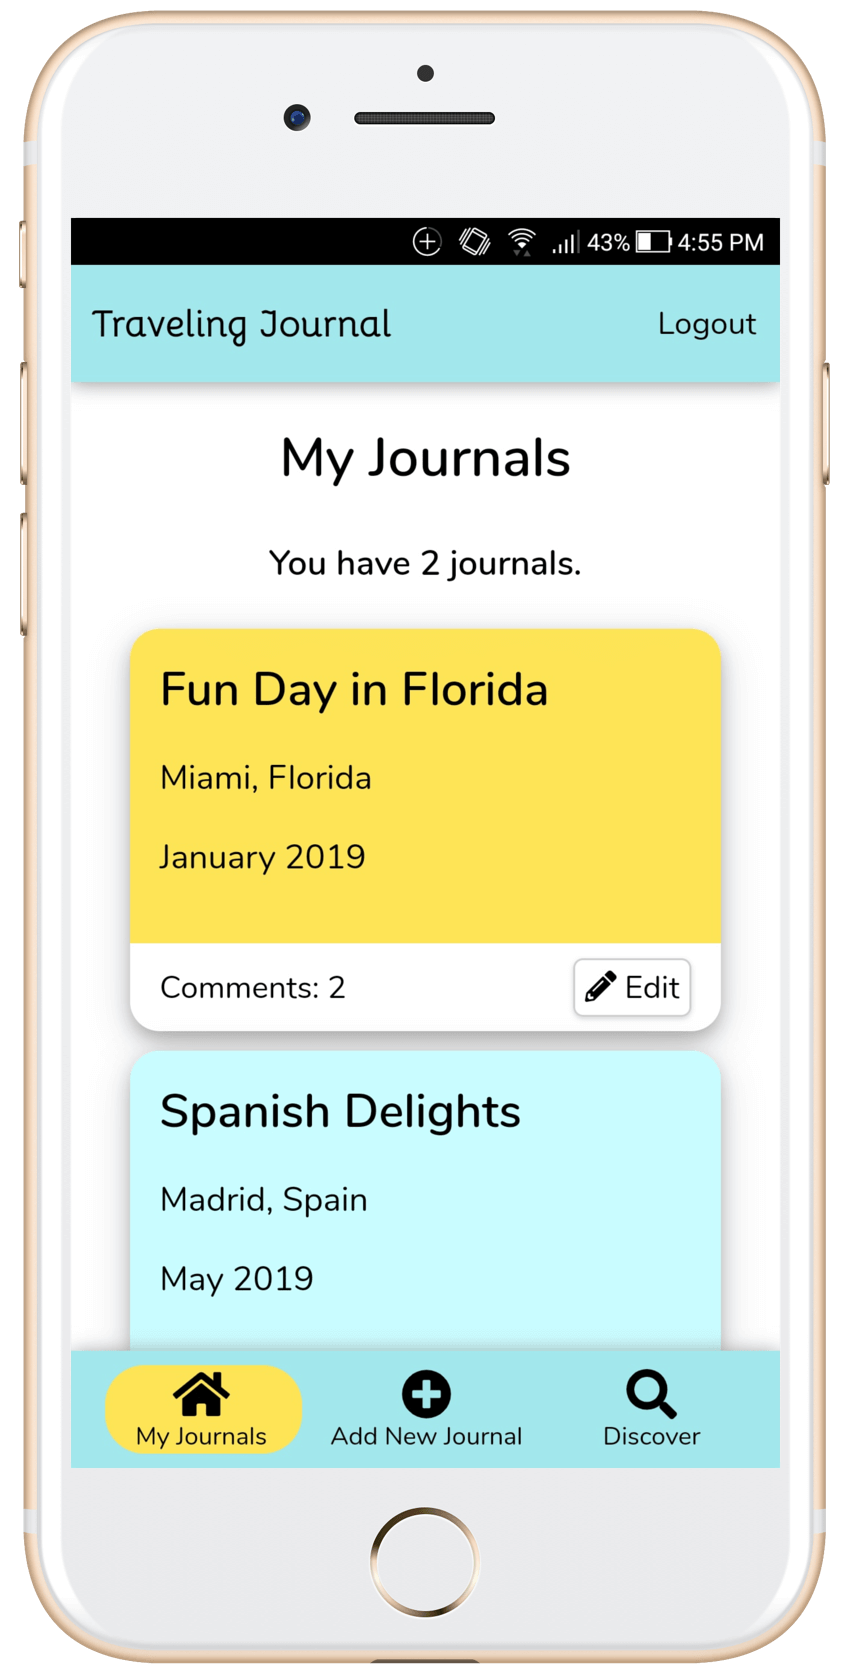 43% 4:55 PM
Traveling Journal Logout
My Journals
You have 2 journals.
Fun Day in Florida
Miami, Florida
January 2019
Comments: 2 Edit
Spanish Delights
Madrid, Spain
May 2019
My Journals Add New Journal Discover